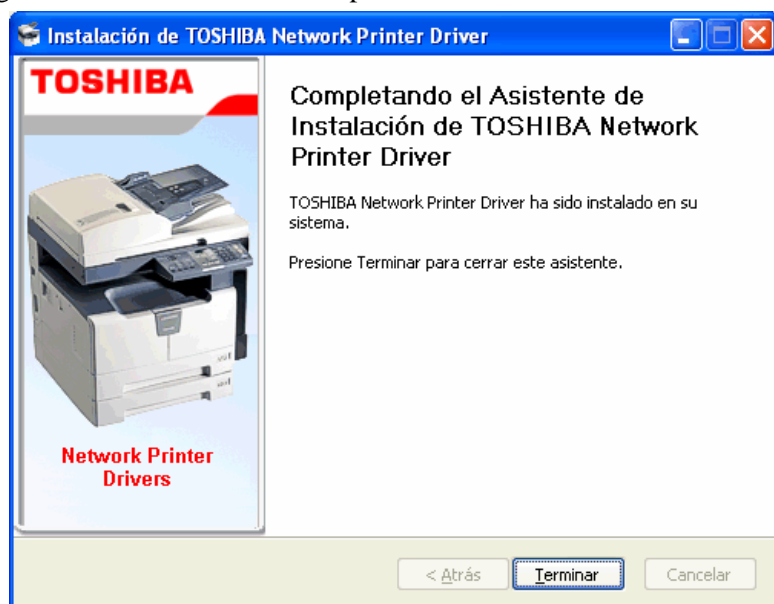 Instalación de TOSHIBA Network Printer Driver
TOSHIBA
Completando el Asistente de
Instalación de TOSHIBA Network
Printer Driver
TOSHIBA Network Printer Driver ha sido instalado en su
sistema.
Presione Terminar para cerrar este asistente.
Network Printer
Drivers
< Atrás
Terminar
Cancelar